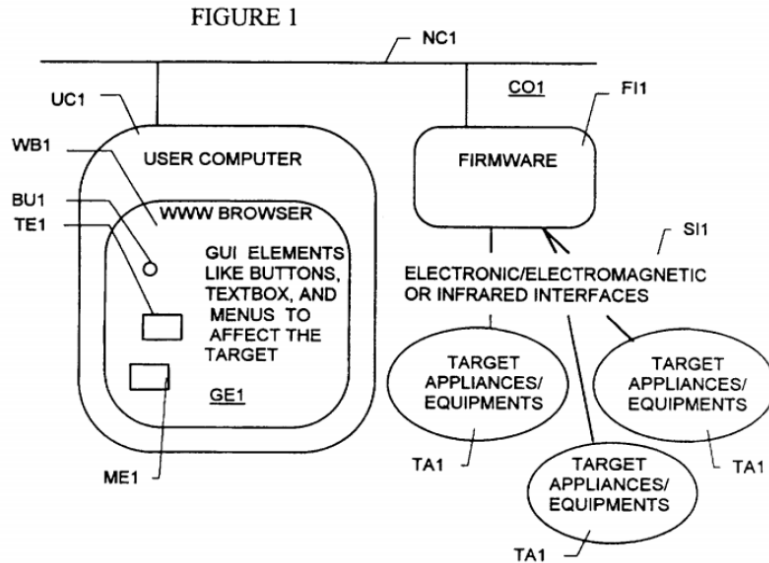 FIGURE 1
NC1
CO1
UC1
FI1
WB1
USER COMPUTER
FIRMWARE
BU1
TE1
WWW BROWSER
GUI ELEMENTS
LIKE BUTTONS,
TEXTBOX, AND
MENUS TO
AFFECT THE
TARGET
GE1
ME1
SI1
ELECTRONIC/ELECTROMAGNETIC
OR INFRARED INTERFACES
TARGET
APPLIANCES/
EQUIPMENTS
TA1
TARGET
APPLIANCES/
EQUIPMENTS
TA1
TARGET
APPLIANCES/
EQUIPMENTS
TA1